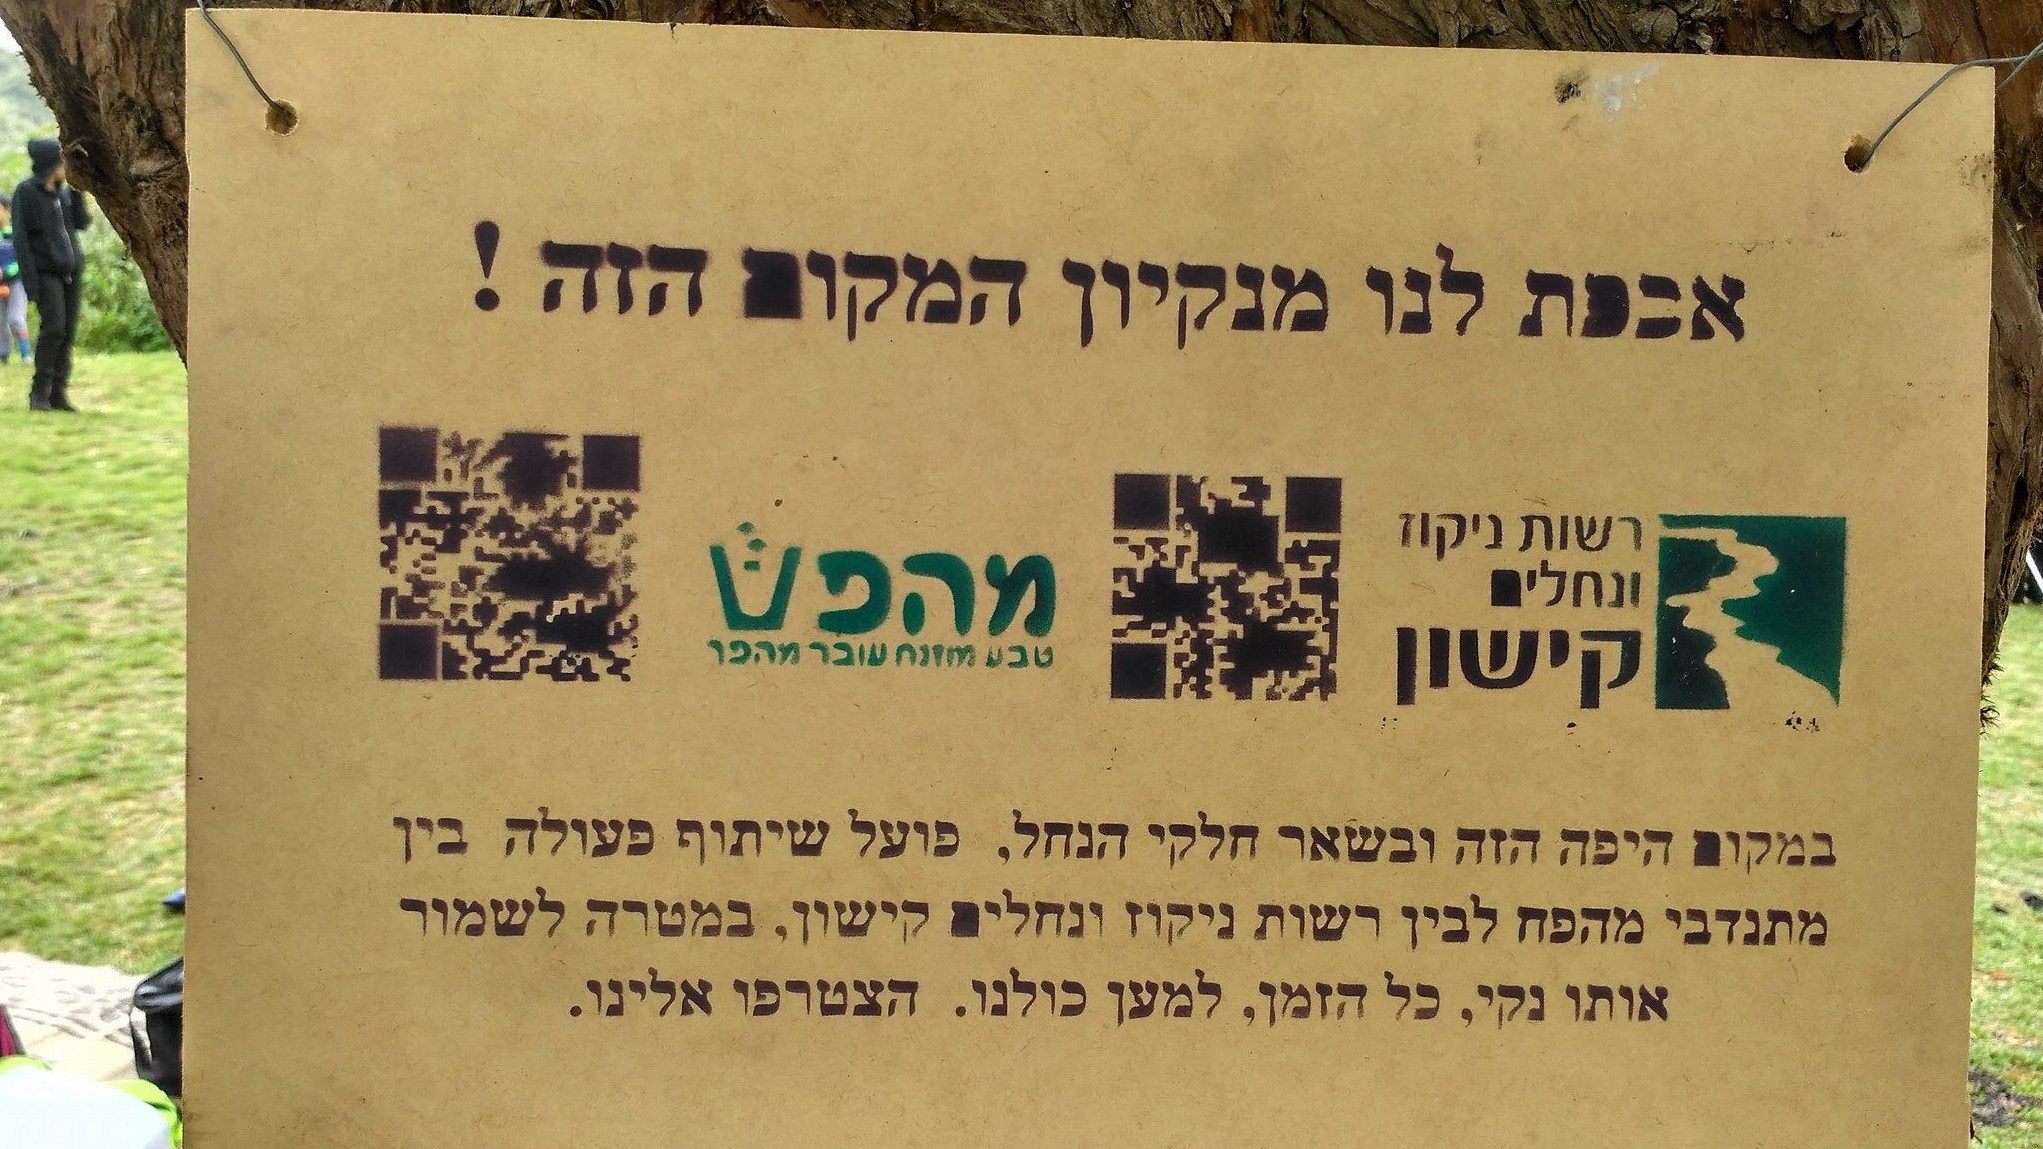 אכפת לנו מנקיון המקום הזה !
רשות ניקוז
ונחלים
קישון
מהפח
טבע מוזנח עובר מהפך
במקום היפה הזה ובשאר חלקי הנחל, פועל שיתוף פעולה בין
מתנדבי מהפח לבין רשות ניקוז ונחלים קישון, במטרה לשמור
אותו נקי, כל הזמן, למען כולנו. הצטרפו אלינו.